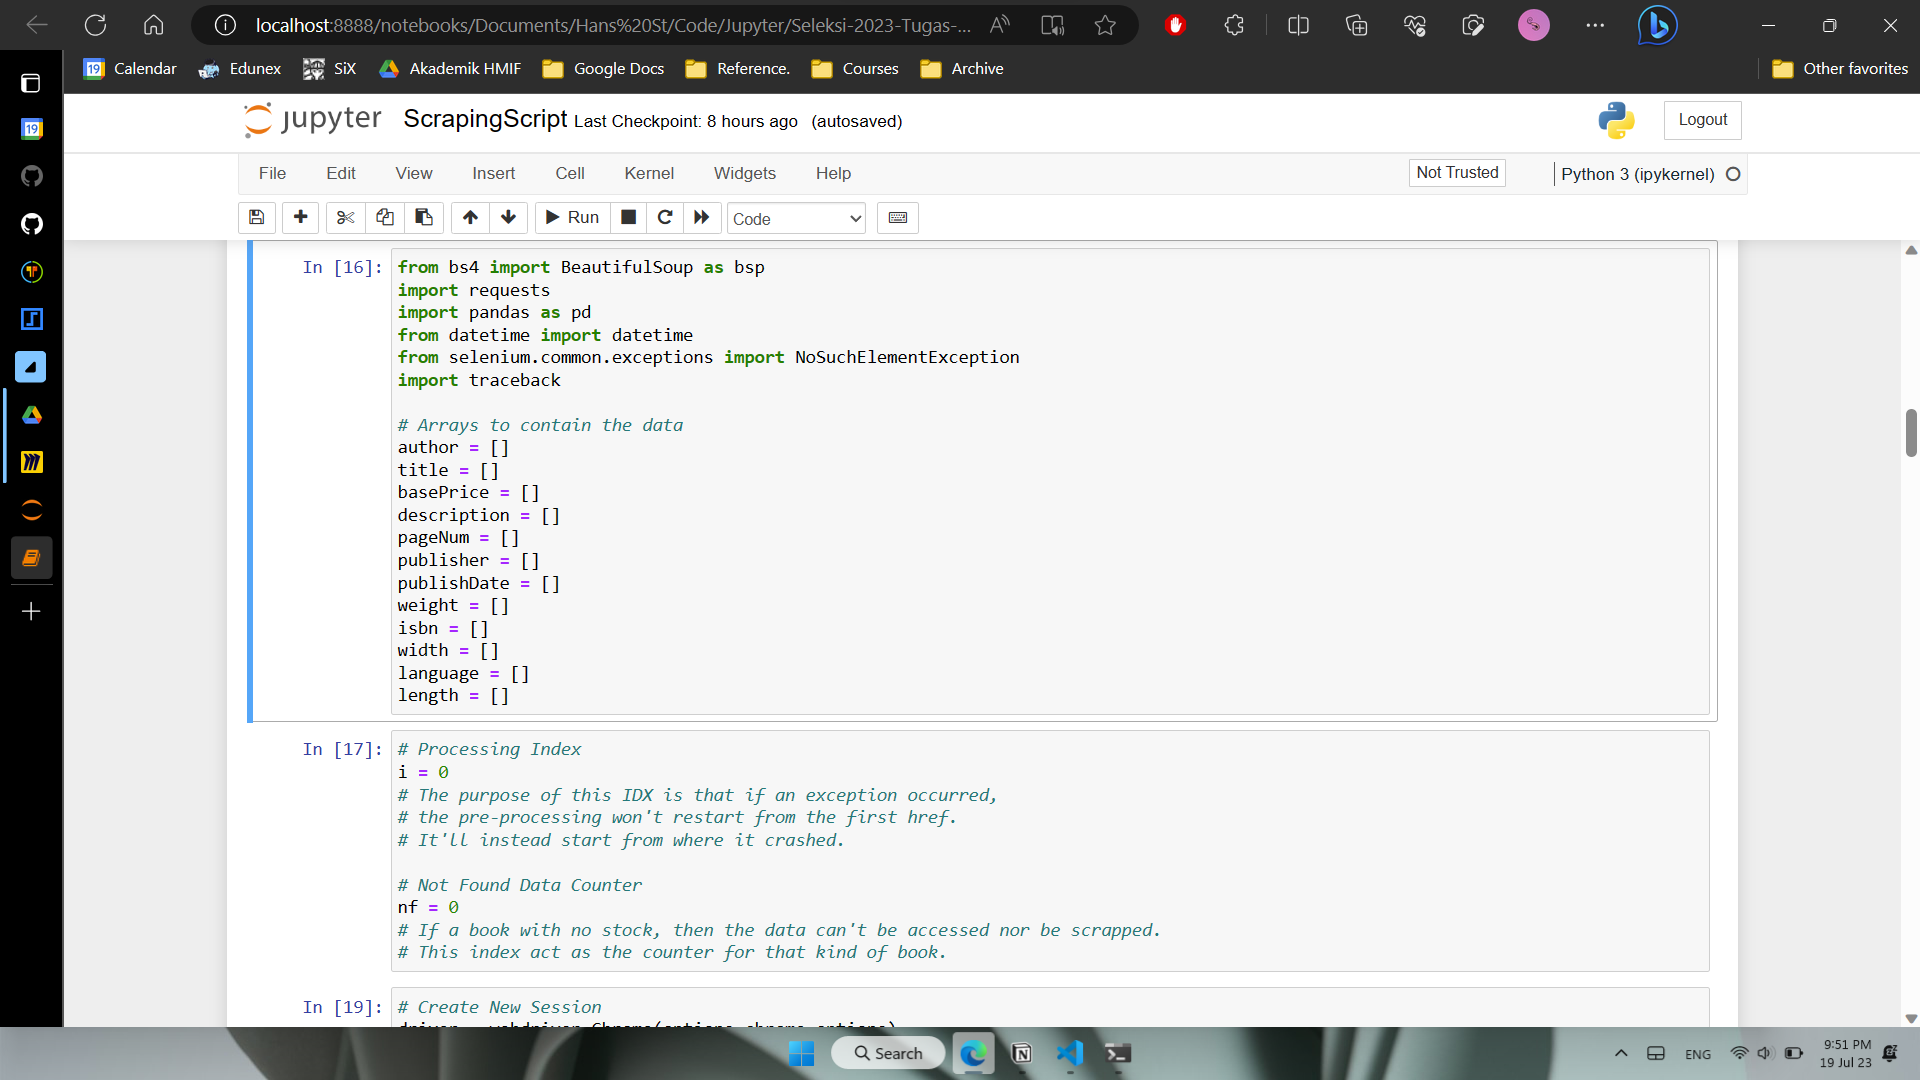 localhost:8888/notebooks/Documents/Hans%20St/Code/Jupyter/Seleksi-2023-Tugas-...
Calendar Edunex SiX Akademik HMIF Google Docs Reference. Courses Archive Other favorites
jupyter ScrapingScript Last Checkpoint: 8 hours ago (autosaved) Logout
File Edit View Insert Cell Kernel Widgets Help Not Trusted Python 3 (ipykernel)
Run Code
In [16]:
from bs4 import BeautifulSoup as bsp
import requests
import pandas as pd
from datetime import datetime
from selenium.common.exceptions import NoSuchElementException
import traceback
# Arrays to contain the data
author = []
title = []
basePrice = []
description = []
pageNum = []
publisher = []
publishDate = []
weight = []
isbn = []
width = []
language = []
length = []
In [17]:
# Processing Index
i = 0
# The purpose of this IDX is that if an exception occurred,
# the pre-processing won't restart from the first href.
# It'll instead start from where it crashed.
# Not Found Data Counter
nf = 0
# If a book with no stock, then the data can't be accessed nor be scrapped.
# This index act as the counter for that kind of book.
In [19]:
# Create New Session
Search
ENG
9:51 PM
19 Jul 23